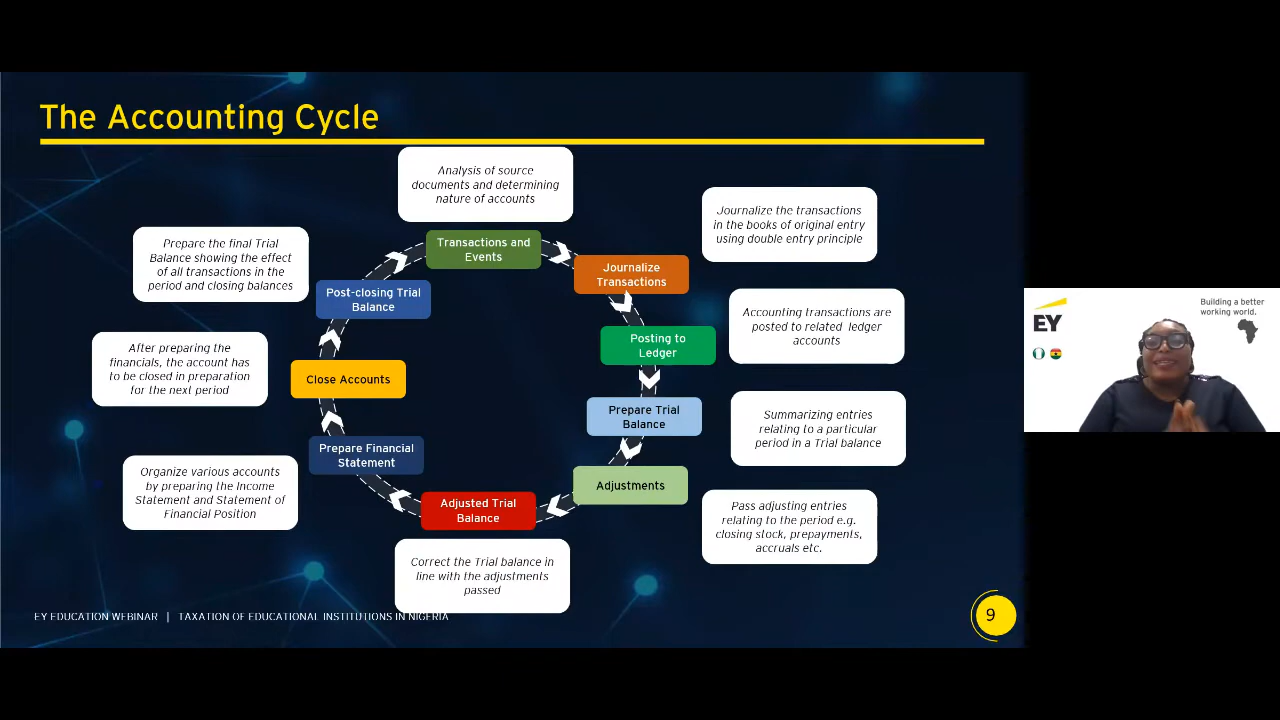 The Accounting Cycle
Analysis of source
documents and determining
nature of accounts
Transactions and
Events
Journalize the transactions
in the books of original entry
using double entry principle
Journalize
Transactions
Accounting transactions are
posted to related ledger
accounts
Posting to
Ledger
Summarizing entries
relating to a particular
period in a Trial balance
Prepare Trial
Balance
Pass adjusting entries
relating to the period e.g.
closing stock, prepayments,
accruals etc.
Adjustments
Adjusted Trial
Balance
Correct the Trial balance in
line with the adjustments
passed
Prepare Financial
Statement
Organize various accounts
by preparing the Income
Statement and Statement of
Financial Position
Close Accounts
After preparing the
financials, the account has
to be closed in preparation
for the next period
Post-closing Trial
Balance
Prepare the final Trial
Balance showing the effect
of all transactions in the
period and closing balances
EY EDUCATION WEBINAR | TAXATION OF EDUCATIONAL INSTITUTIONS IN NIGERIA
9
EY
Building a better
working world.